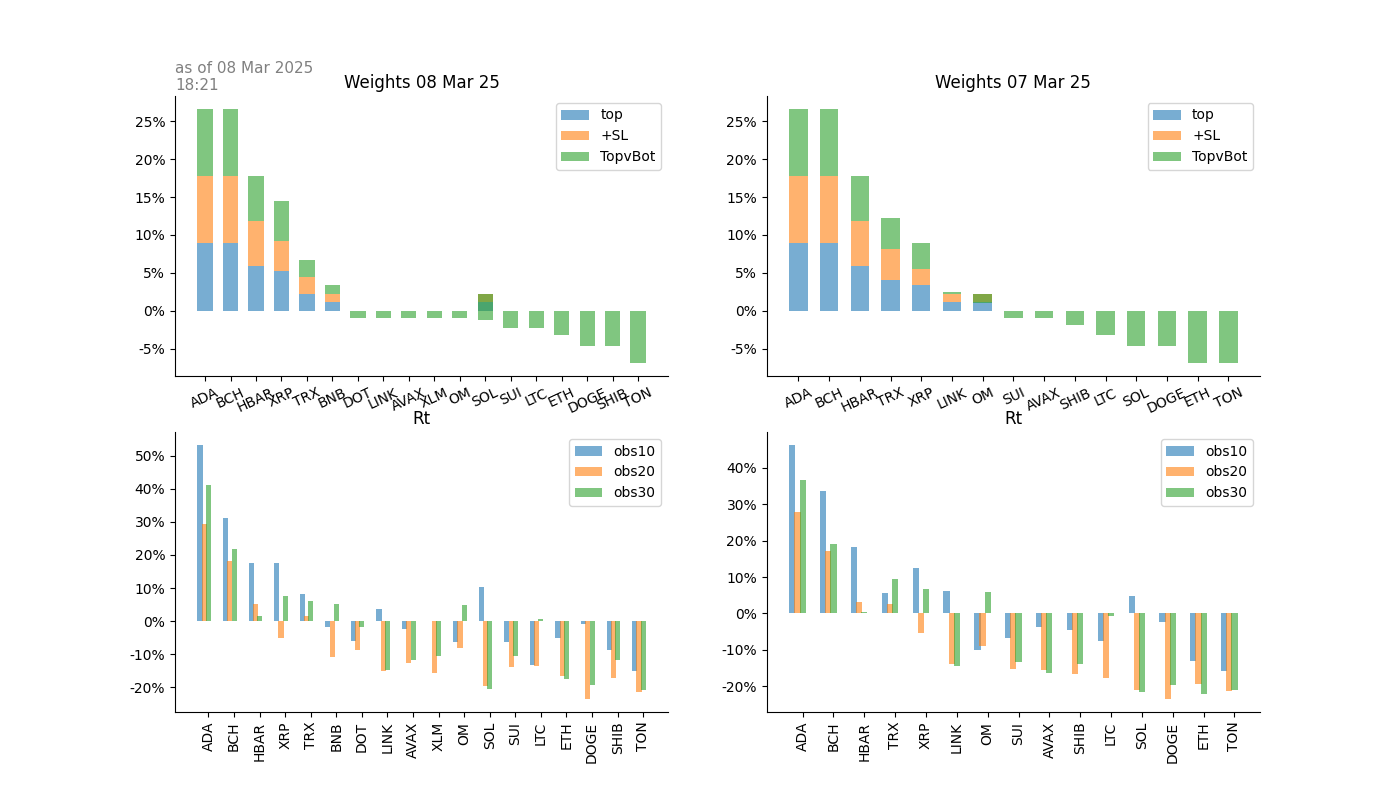 as of 08 Mar 2025
18:21
Weights 08 Mar 25
25%
20%
15%
10%
5%
0%
-5%
top
+SL
TopvBot
ADA BCH HBAR XRP TRX BNB DOT LINK AVAX XLM OM SOL SUI LTC ETH DOGE SHIB TON
Weights 07 Mar 25
25%
20%
15%
10%
5%
0%
-5%
top
+SL
TopvBot
ADA BCH HBAR TRX XRP LINK OM SUI AVAX SHIB LTC SOL DOGE ETH TON
Rt
50%
40%
30%
20%
10%
0%
-10%
-20%
obs10
obs20
obs30
ADA BCH HBAR XRP TRX BNB DOT LINK AVAX XLM OM SOL SUI LTC ETH DOGE SHIB TON
Rt
40%
30%
20%
10%
0%
-10%
-20%
obs10
obs20
obs30
ADA BCH HBAR TRX XRP LINK OM SUI AVAX SHIB LTC SOL DOGE ETH TON